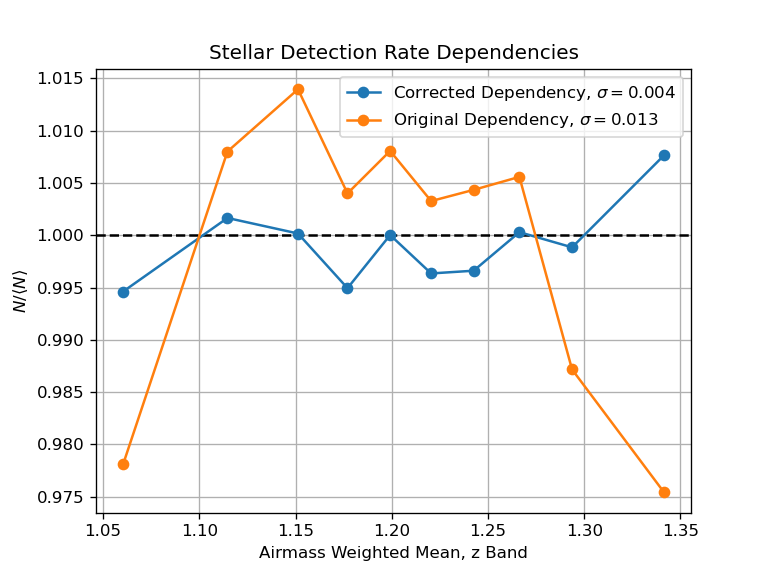 Stellar Detection Rate Dependencies
Corrected Dependency, σ = 0.004
Original Dependency, σ = 0.013
1.015
1.010
1.005
1.000
0.995
0.990
0.985
0.980
0.975
N/⟨N⟩
1.05 1.10 1.15 1.20 1.25 1.30 1.35
Airmass Weighted Mean, z Band